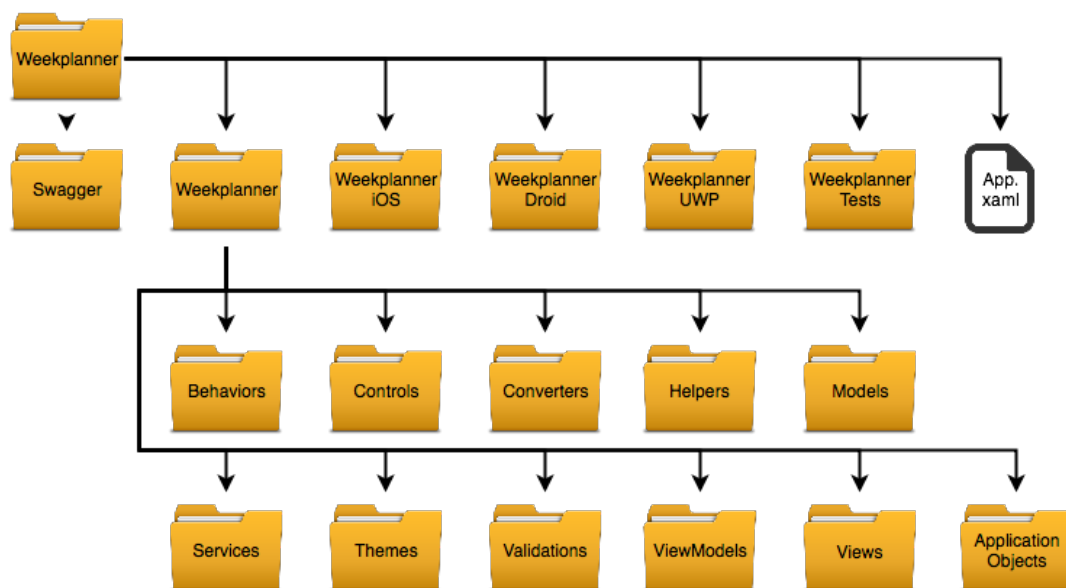 Weekplanner
Swagger
Weekplanner
Weekplanner
iOS
Weekplanner
Droid
Weekplanner
UWP
Weekplanner
Tests
App.
xaml
Behaviors
Controls
Converters
Helpers
Models
Services
Themes
Validations
ViewModels
Views
Application
Objects